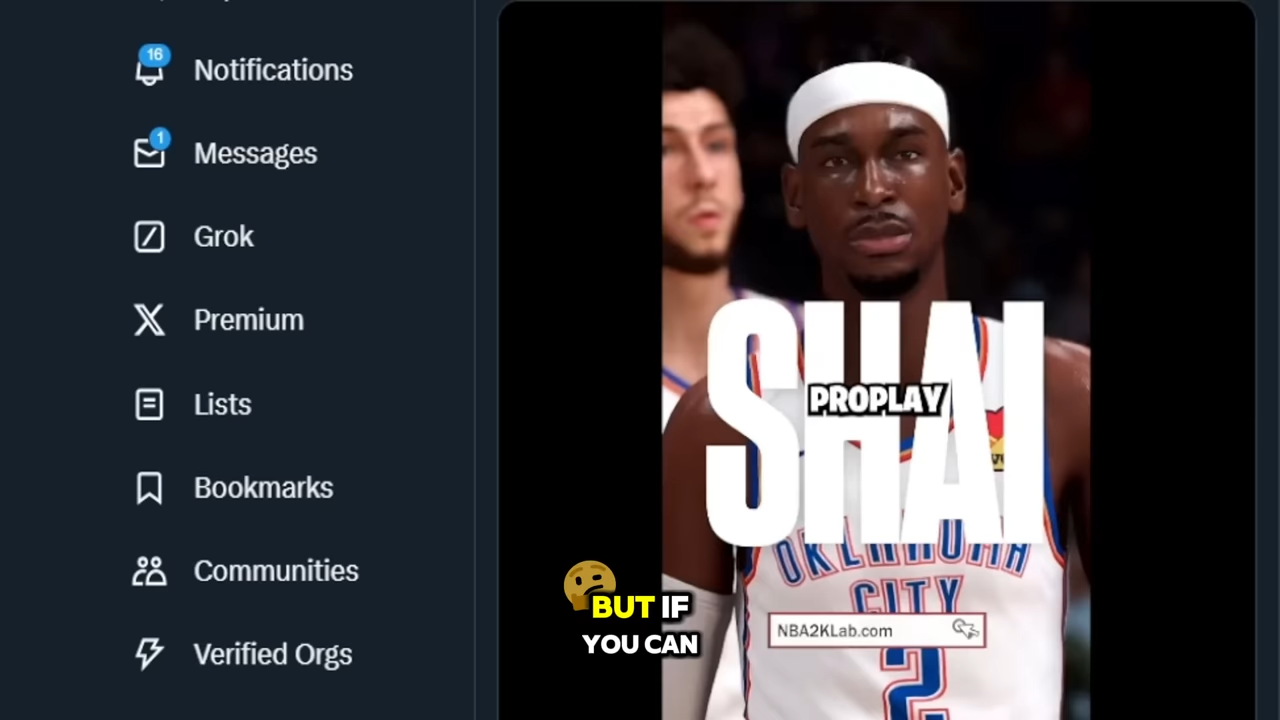 16
Notifications
1
Messages
Grok
Premium
Lists
Bookmarks
Communities
Verified Orgs
SHAI
PROPLAY
OKLAHOMA
CITY
2
NBA2KLab.com
BUT IF
YOU CAN